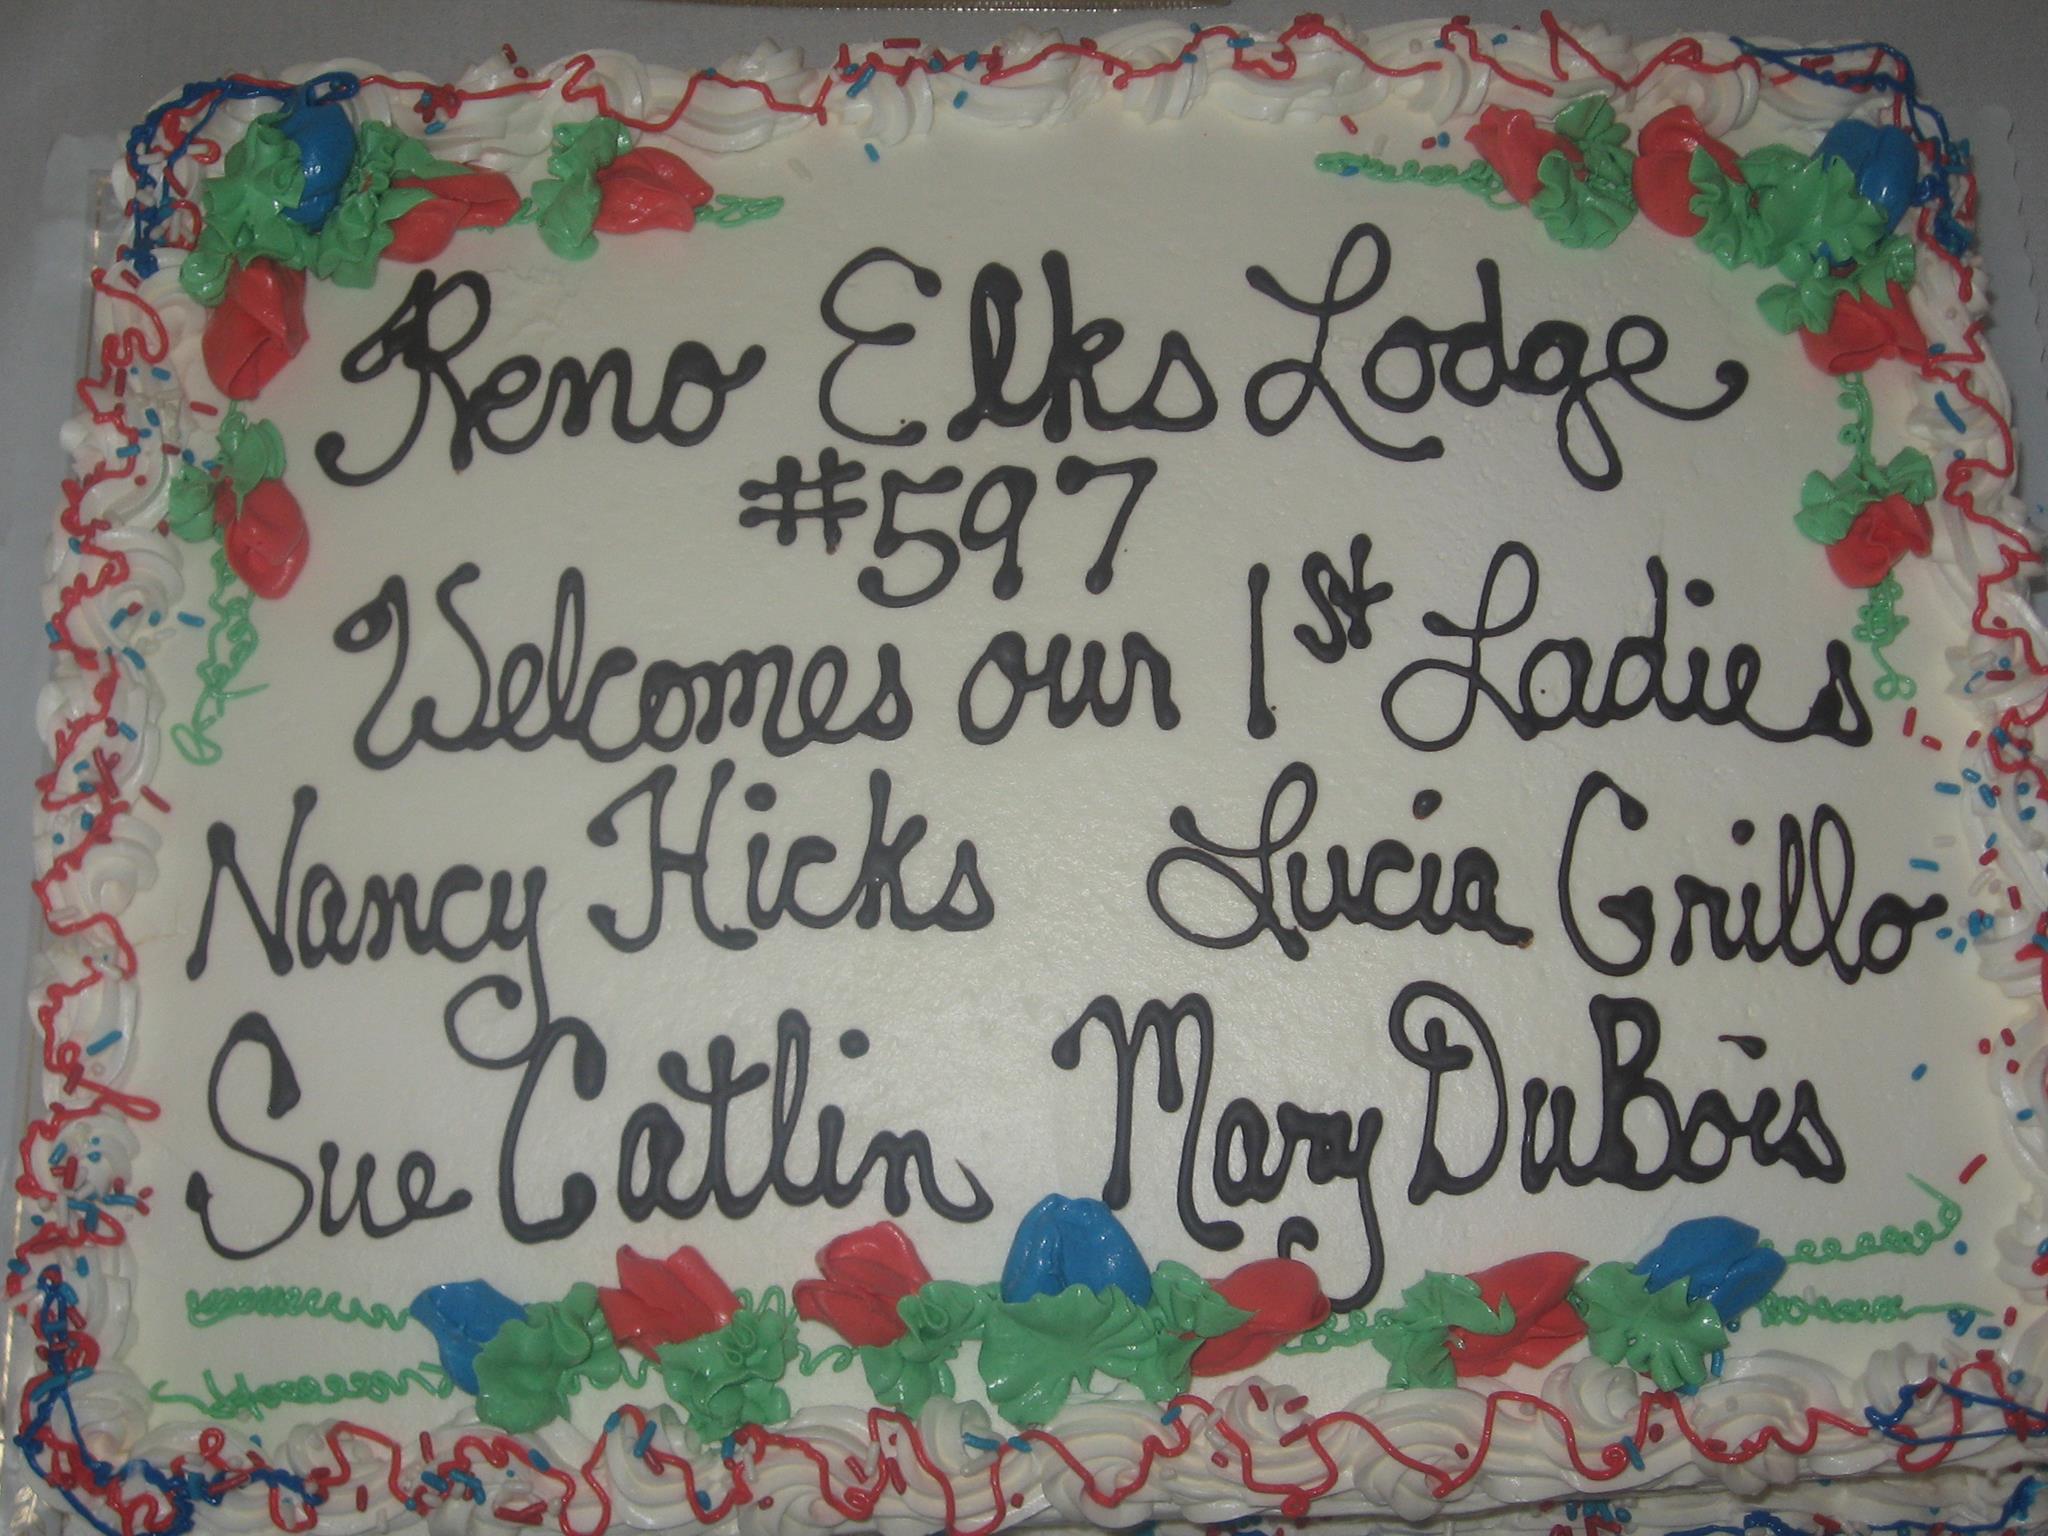 Reno Elks Lodge
#597
Welcomes our 1st Ladies
Nancy Hicks Lucia Grillo
Sue Catlin Mary DuBois